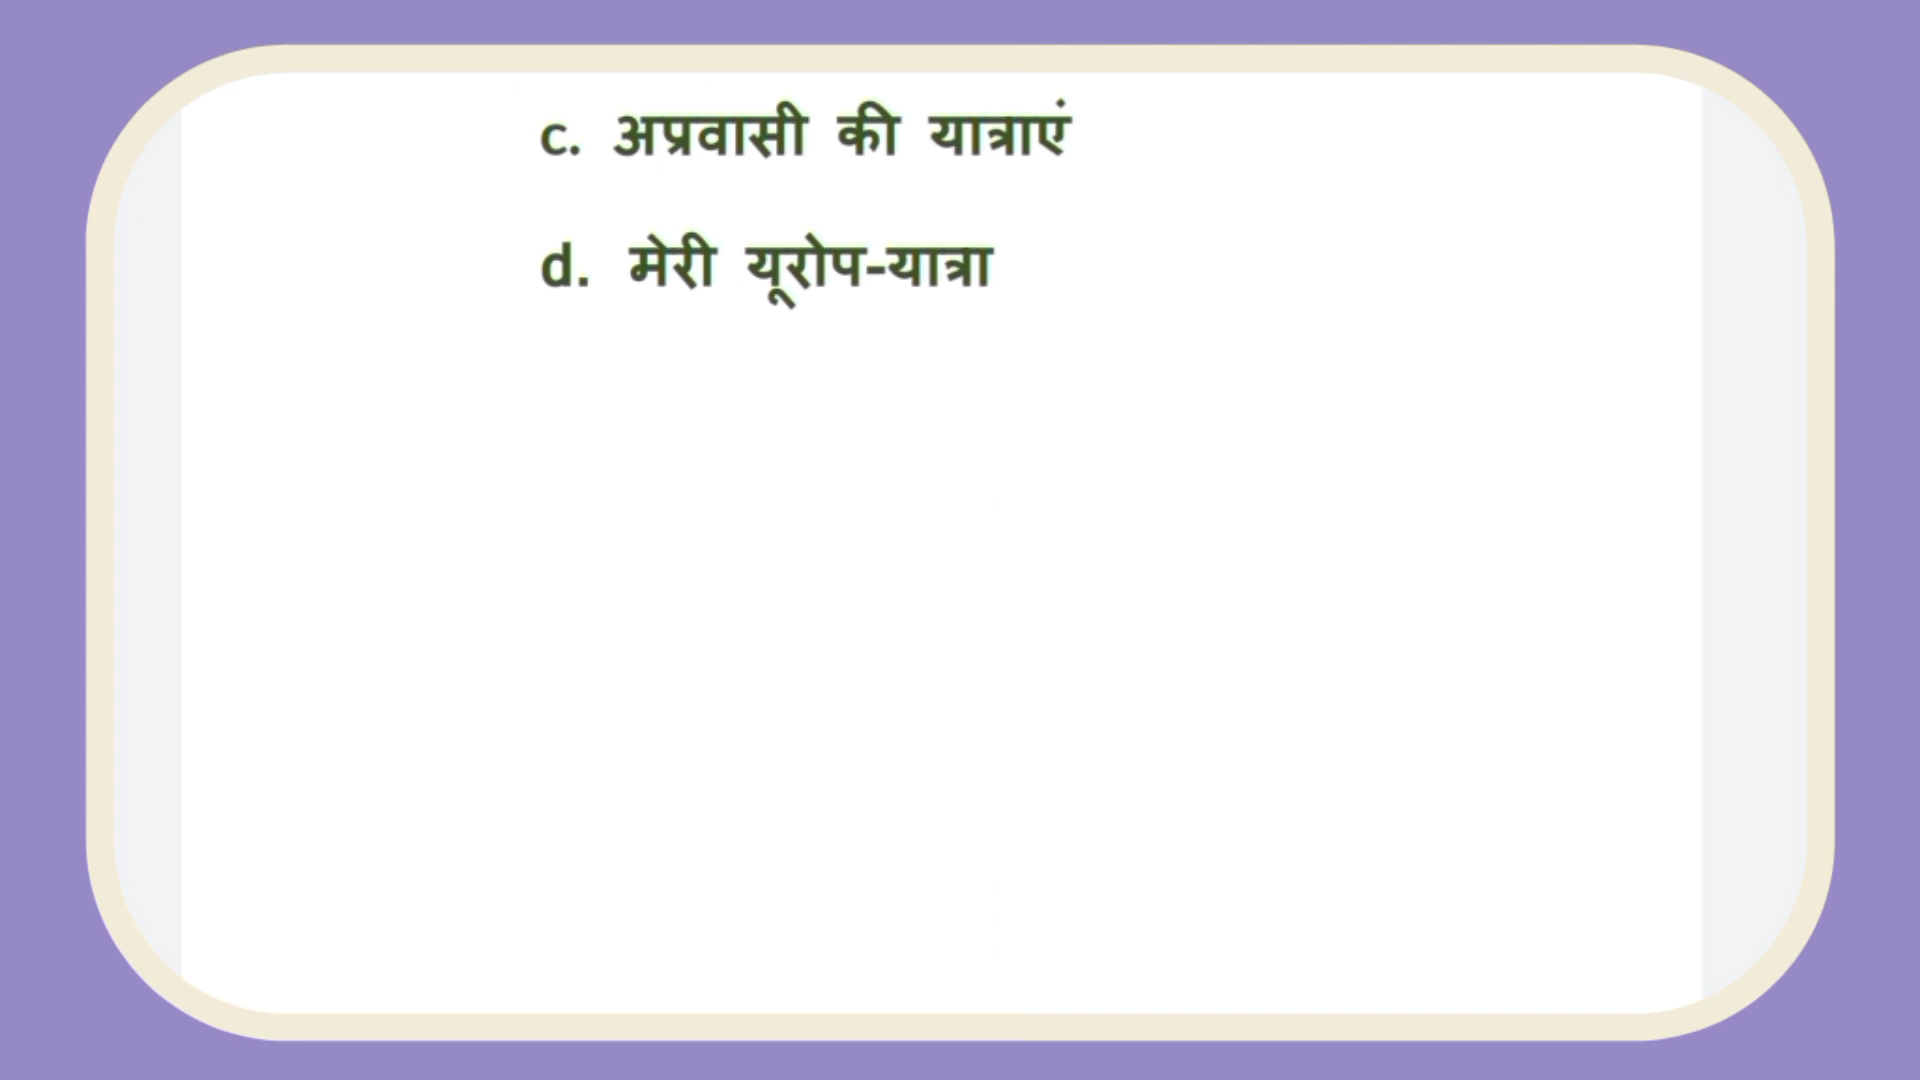 c. अप्रवासी की यात्राएं
d. मेरी यूरोप-यात्रा